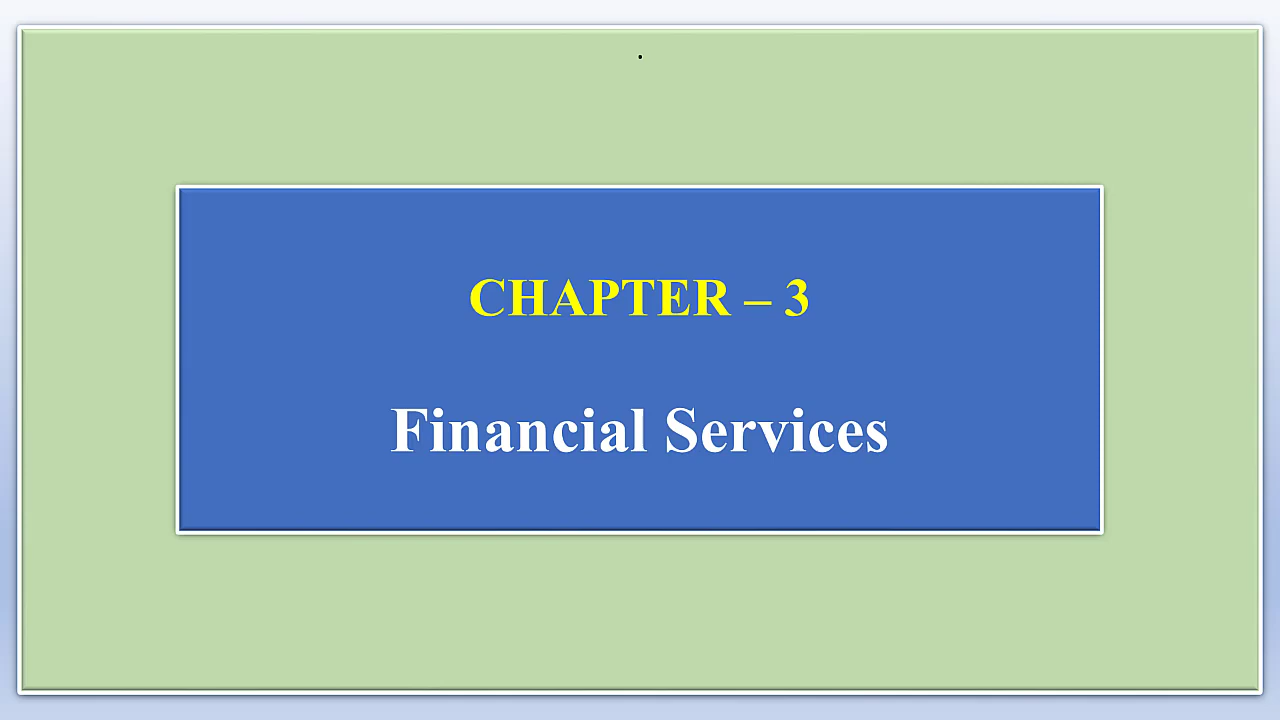 .
CHAPTER – 3
Financial Services